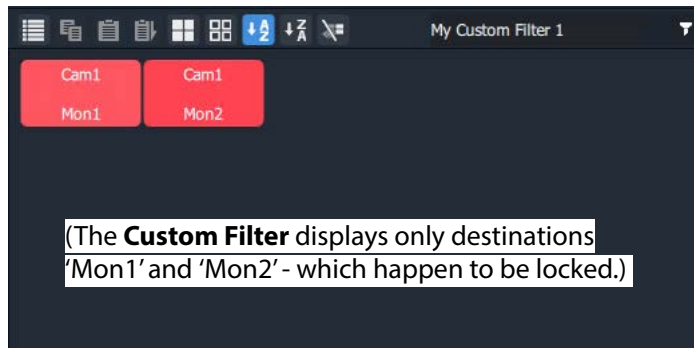 My Custom Filter 1
Cam1 Cam1
Mon1 Mon2
(The Custom Filter displays only destinations
‘Mon1’ and ‘Mon2’ - which happen to be locked.)